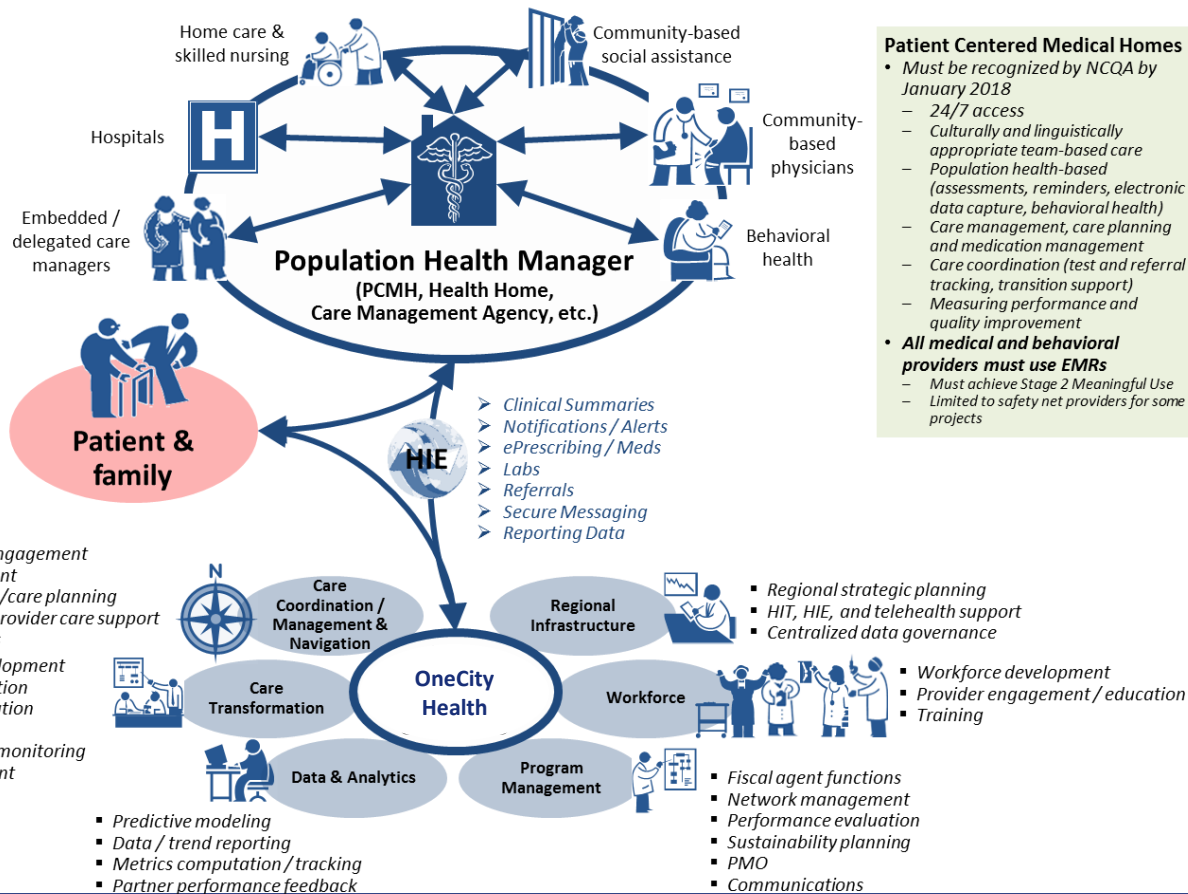 Home care &
skilled nursing
Community-based
social assistance
Hospitals
Community-
based
physicians
Embedded /
delegated care
managers
Behavioral
health
H
Population Health Manager
(PCMH, Health Home,
Care Management Agency, etc.)
Patient Centered Medical Homes
• Must be recognized by NCQA by
January 2018
– 24/7 access
– Culturally and linguistically
appropriate team-based care
– Population health-based
(assessments, reminders, electronic
data capture, behavioral health)
– Care management, care planning
and medication management
– Care coordination (test and referral
tracking, transition support)
– Measuring performance and
quality improvement
• All medical and behavioral
providers must use EMRs
– Must achieve Stage 2 Meaningful Use
– Limited to safety net providers for some
projects
Patient &
family
HIE
➢ Clinical Summaries
➢ Notifications / Alerts
➢ ePrescribing / Meds
➢ Labs
➢ Referrals
➢ Secure Messaging
➢ Reporting Data
/care planning
care support
monitoring
N
Care
Coordination /
Management &
Navigation
Care
Transformation
Data & Analytics
OneCity
Health
Regional
Infrastructure
Workforce
Program
Management
▪ Regional strategic planning
▪ HIT, HIE, and telehealth support
▪ Centralized data governance
▪ Workforce development
▪ Provider engagement / education
▪ Training
▪ Predictive modeling
▪ Data / trend reporting
▪ Metrics computation / tracking
▪ Partner performance feedback
▪ Fiscal agent functions
▪ Network management
▪ Performance evaluation
▪ Sustainability planning
▪ PMO
▪ Communications